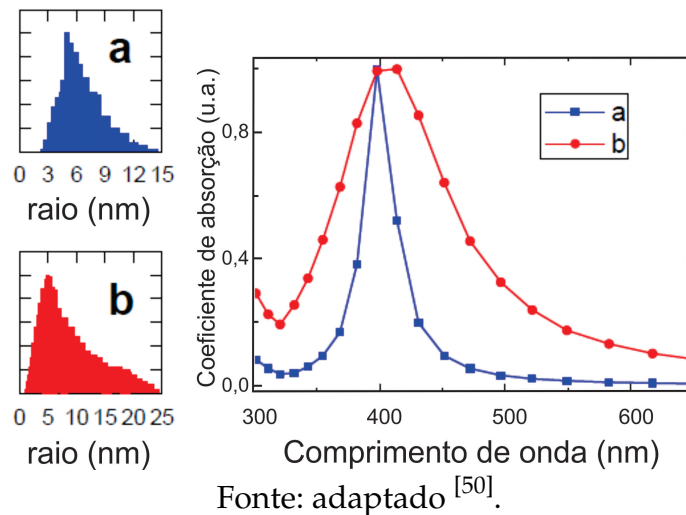 a
0 3 6 9 12 15
raio (nm)
b
0 5 10 15 20 25
raio (nm)
Coeficiente de absorção (u.a.)
0,8
0,4
0,0
a
b
300 400 500 600
Comprimento de onda (nm)
Fonte: adaptado [50].